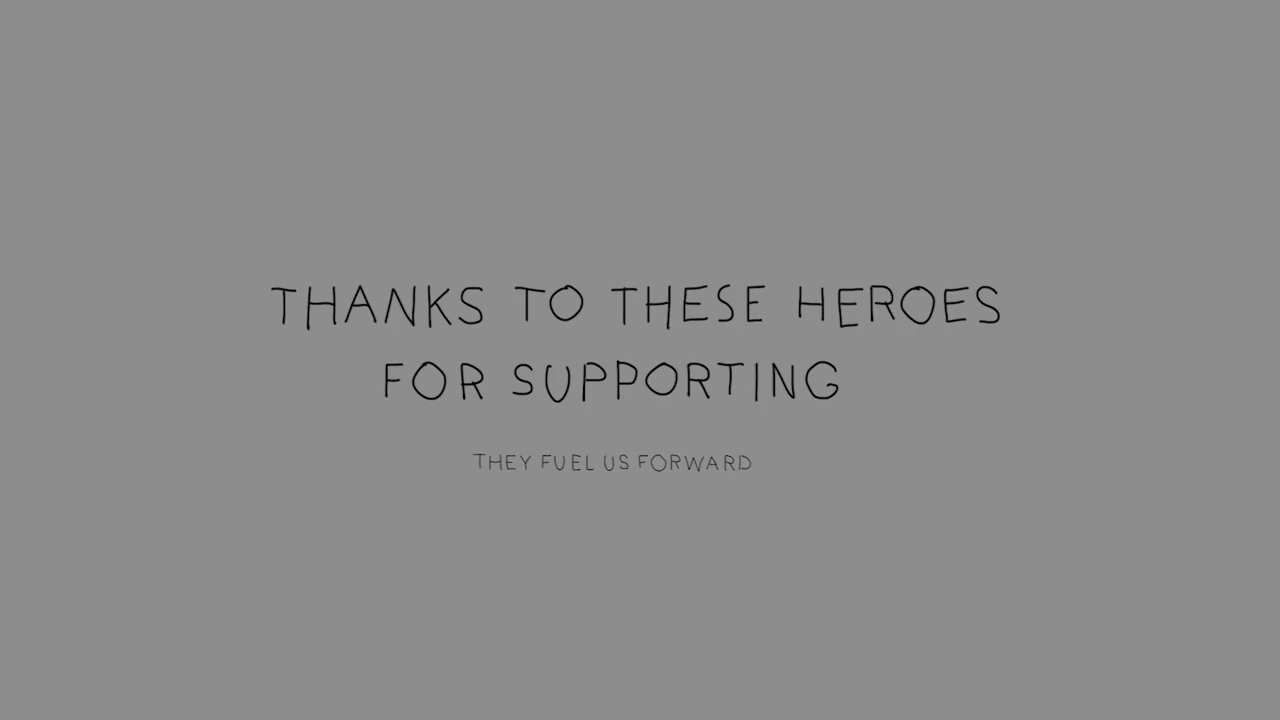 THANKS TO THESE HEROES
FOR SUPPORTING
THEY FUEL US FORWARD